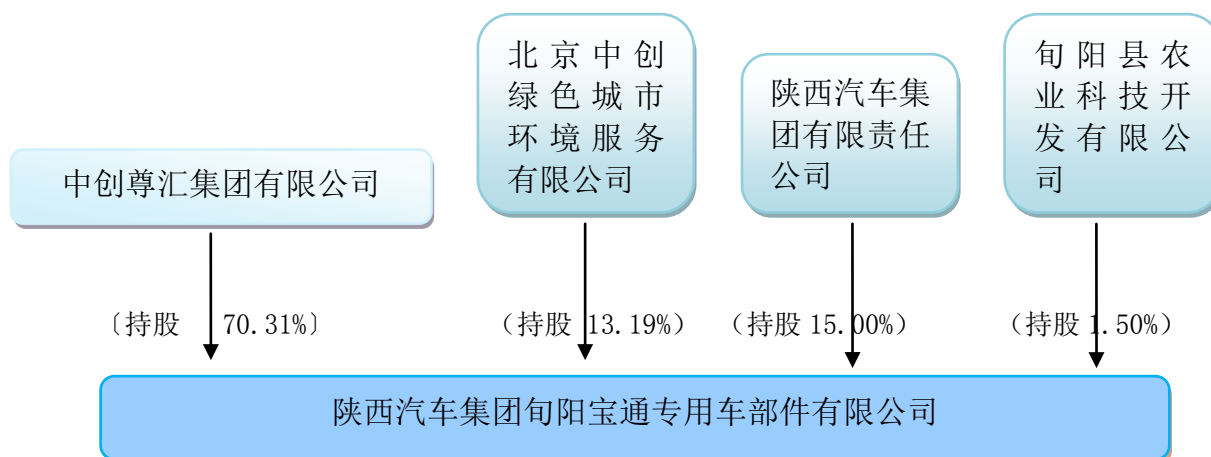 中创尊汇集团有限公司
北京中创
绿色城市
环境服务
有限公司
陕西汽车集
团有限责任
公司
旬阳县农
业科技开
发有限公
司
〔持股 70.31%〕
（持股 13.19%）
（持股 15.00%）
（持股 1.50%）
陕西汽车集团旬阳宝通专用车部件有限公司